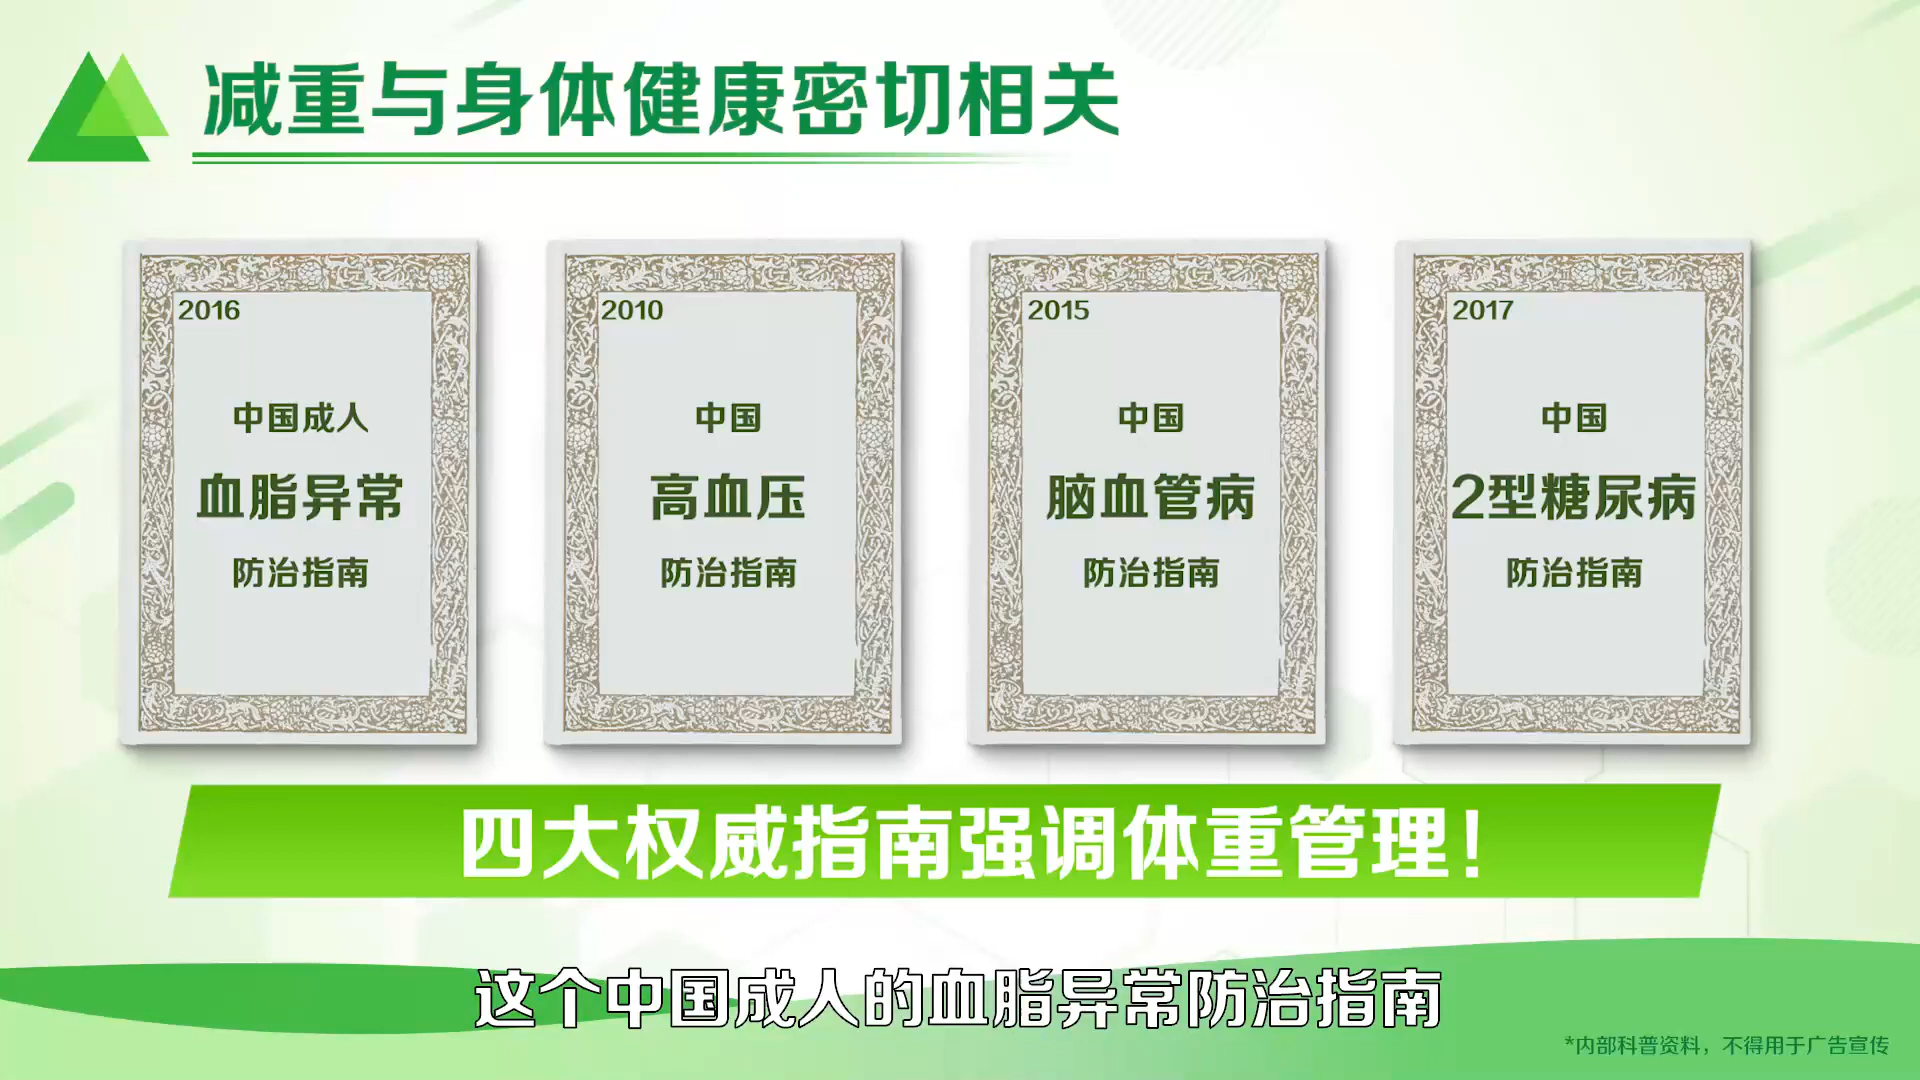 减重与身体健康密切相关
2016
中国成人
血脂异常
防治指南
2010
中国
高血压
防治指南
2015
中国
脑血管病
防治指南
2017
中国
2型糖尿病
防治指南
四大权威指南强调体重管理！
这个中国成人的血脂异常防治指南
*内部科普资料，不得用于广告宣传